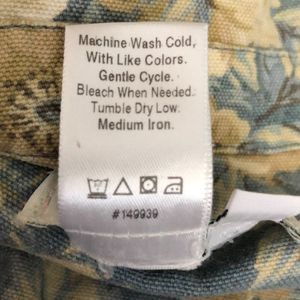 Machine Wash Cold,
With Like Colors.
Gentle Cycle.
Bleach When Needed.
Tumble Dry Low.
Medium Iron.
#149939